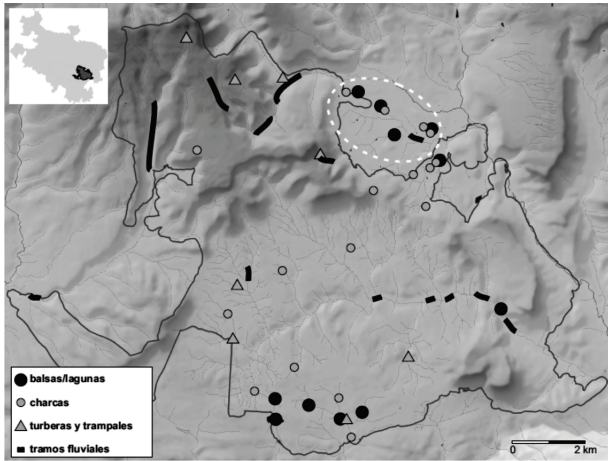 balsas/lagunas
charcas
turberas y trampales
tramos fluviales
0 2 km